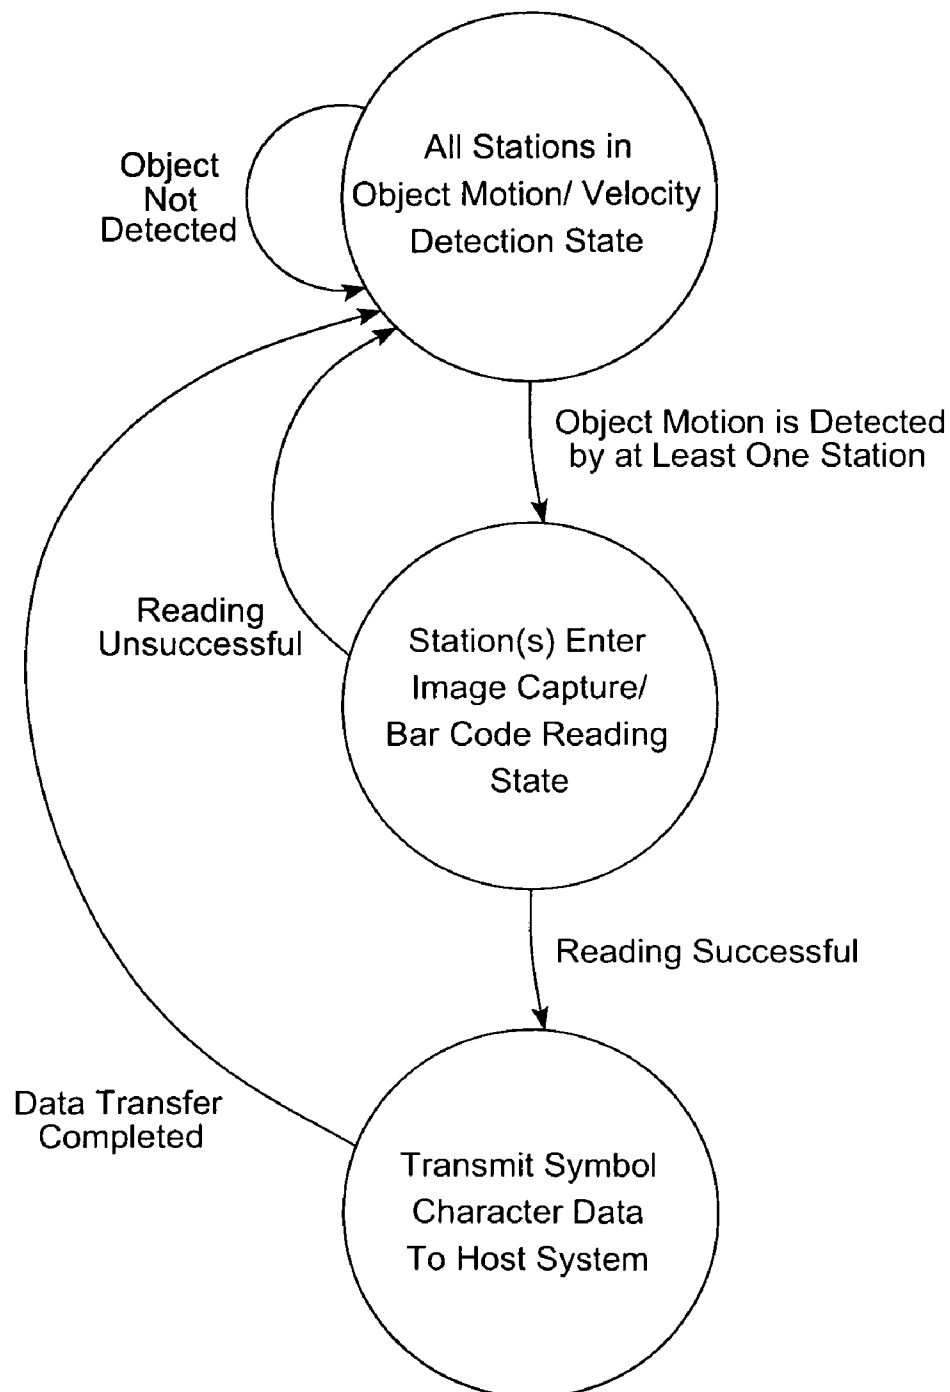 All Stations in
Object Motion/ Velocity
Detection State
Object
Not
Detected
Object Motion is Detected
by at Least One Station
Reading
Unsuccessful
Station(s) Enter
Image Capture/
Bar Code Reading
State
Reading Successful
Data Transfer
Completed
Transmit Symbol
Character Data
To Host System